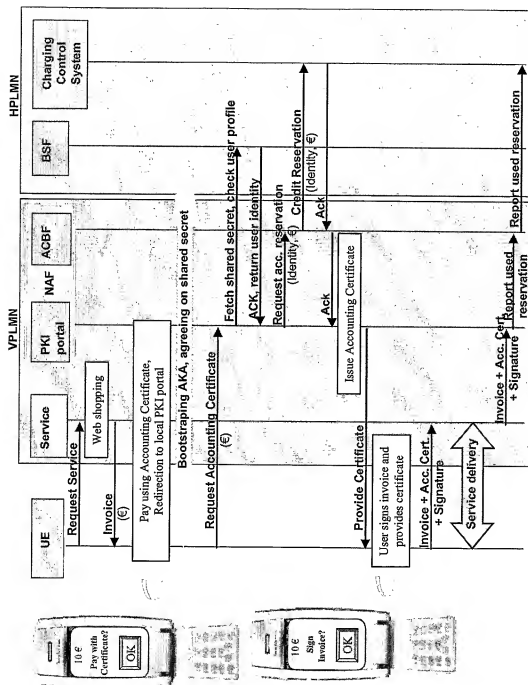 HPLMN
VPLMN
NAF
UE
Service
PKI
portal
ACBF
BSF
Charging
Control
System
Request Service
Web shopping
Invoice
(€)
Pay using Accounting Certificate,
Redirection to local PKI portal
Bootstraping AKA, agreeing on shared secret
Request Accounting Certificate
(€)
Fetch shared secret, check user profile
ACK, return user identity
Request acc. reservation
(Identity, €)
Credit Reservation
(Identity, €)
Ack
Ack
Issue Accounting Certificate
Provide Certificate
User signs invoice and
provides certificate
Invoice + Acc. Cert.
+ Signature
Service delivery
Invoice + Acc. Cert.
+ Signature
Report used
reservation
Report used reservation
10 €
Pay with
Certificate?
OK
10 €
Sign
Invoice?
OK